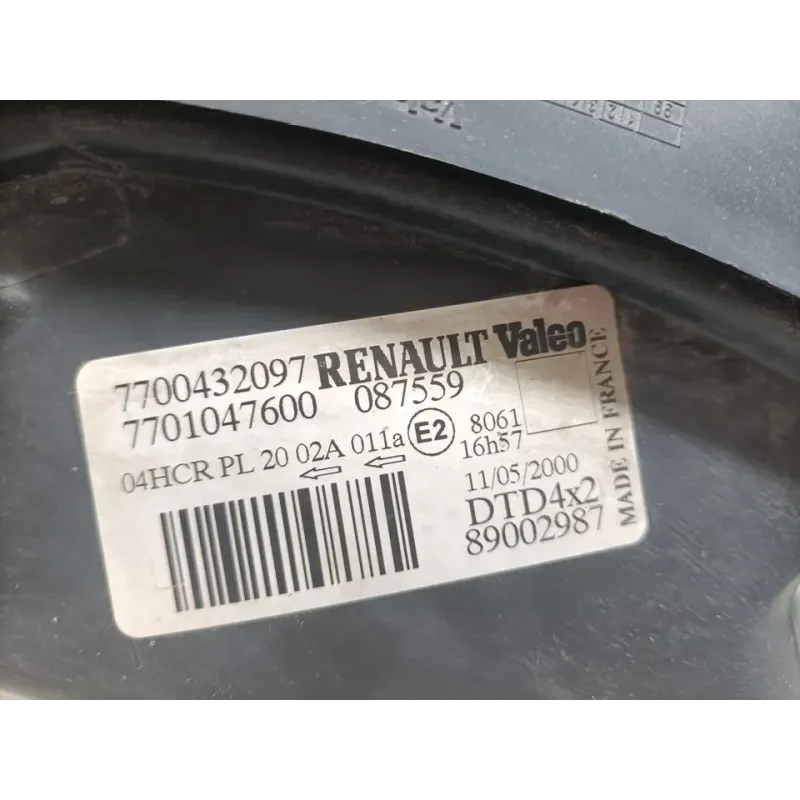 7700432097 RENAULT Valeo
7701047600 087559
04HCR PL 20 02A 011a E2 8061
16h57
11/05/2000
DTD4x2
89002987
MADE IN FRANCE